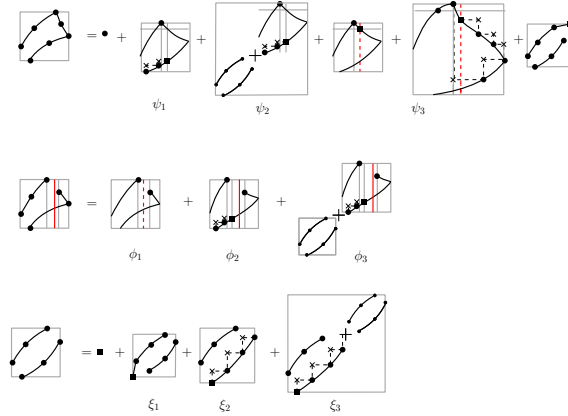 = + + + +
ψ₁ ψ₂ ψ₃
= + +
ϕ₁ ϕ₂ ϕ₃
= + + +
ξ₁ ξ₂ ξ₃